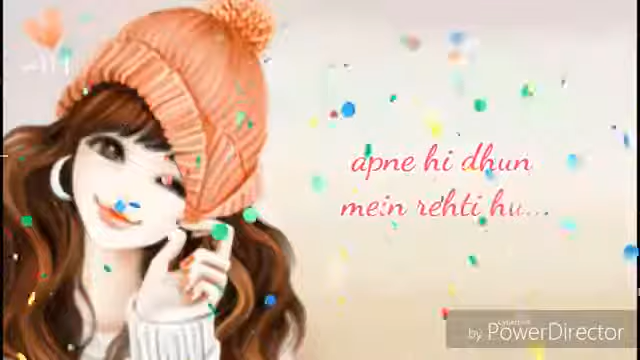 apne hi dhun
mein rehti hu...
by PowerDirector